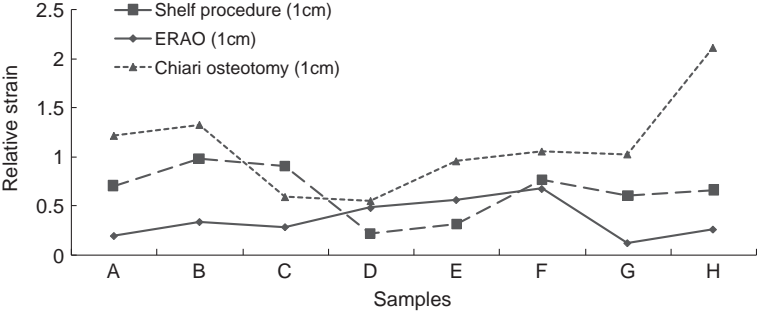 2.5
2
1.5
1
0.5
0
Relative strain
Shelf procedure (1cm)
ERAO (1cm)
Chiari osteotomy (1cm)
A B C D E F G H
Samples